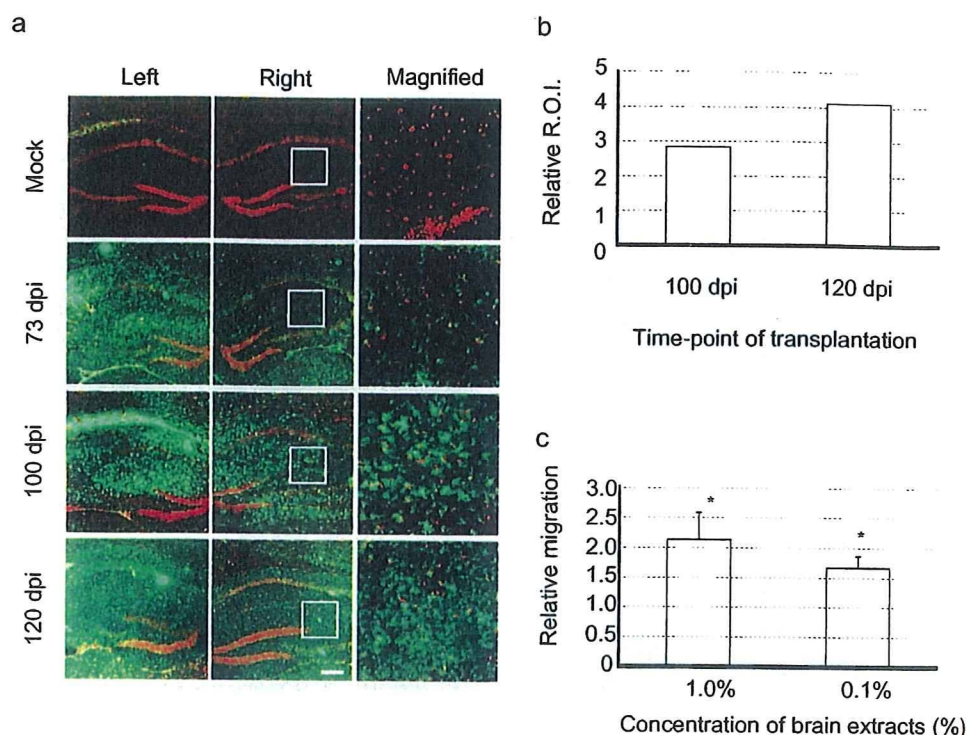 a
Left Right Magnified
Mock
73 dpi
100 dpi
120 dpi
b
Relative R.O.I.
5
4
3
2
1
0
100 dpi 120 dpi
Time-point of transplantation
c
Relative migration
3.0
2.5
2.0
1.5
1.0
0.5
0
* *
1.0% 0.1%
Concentration of brain extracts (%)